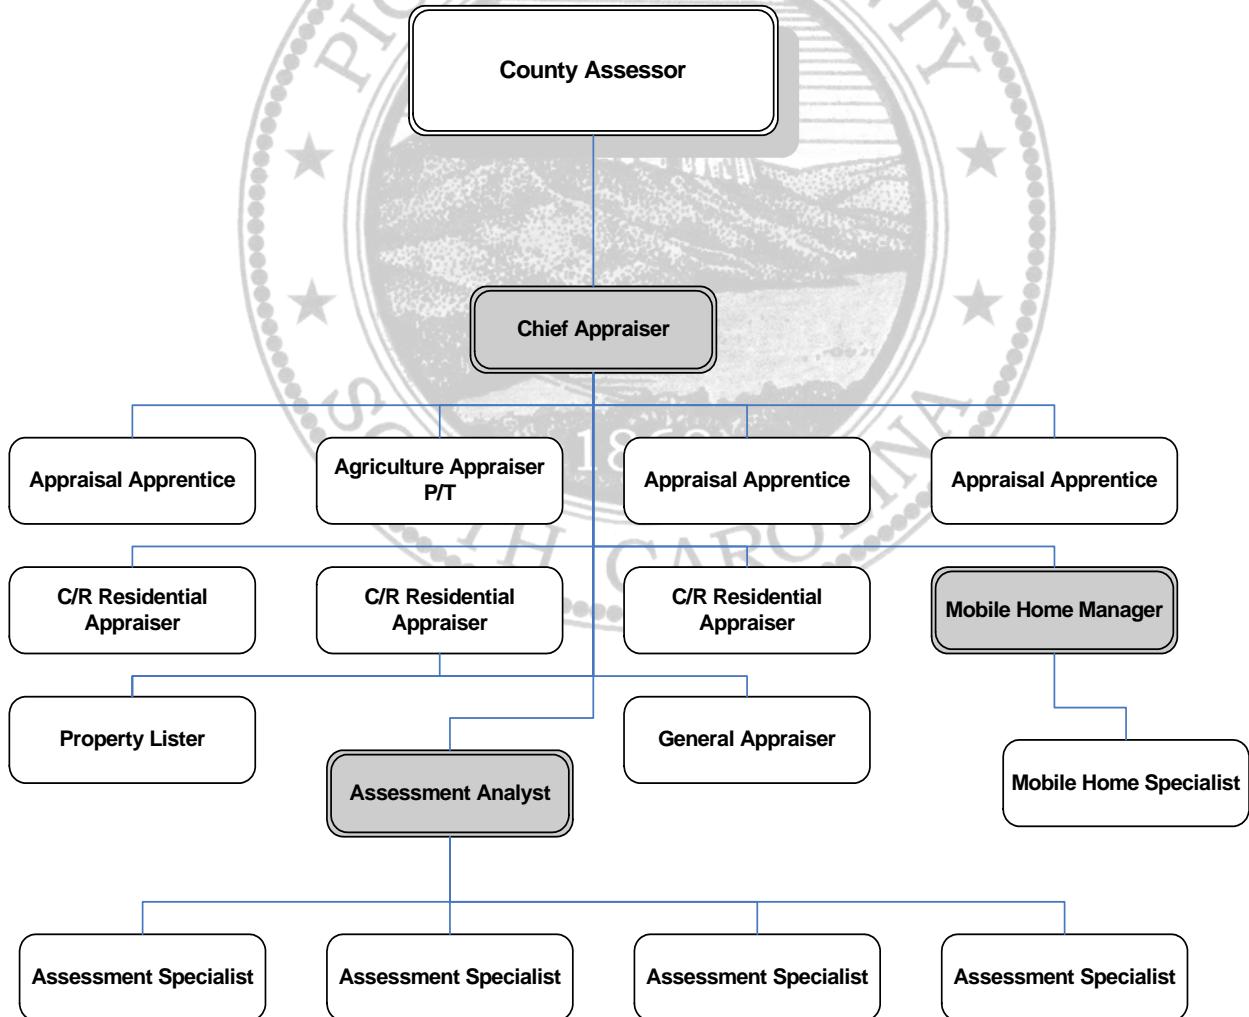 County Assessor
Chief Appraiser
Appraisal Apprentice
Agriculture Appraiser
P/T
Appraisal Apprentice
Appraisal Apprentice
C/R Residential
Appraiser
C/R Residential
Appraiser
C/R Residential
Appraiser
Mobile Home Manager
Property Lister
General Appraiser
Assessment Analyst
Mobile Home Specialist
Assessment Specialist
Assessment Specialist
Assessment Specialist
Assessment Specialist
CAROLINA